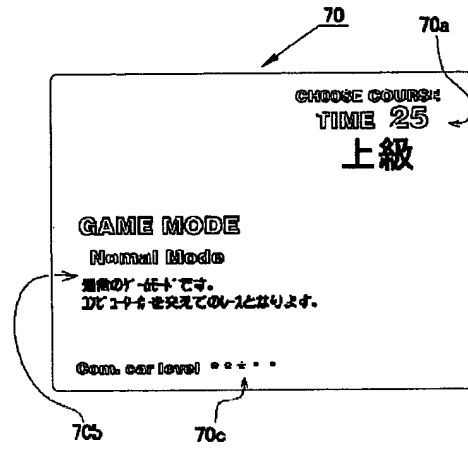 70
70a
CHOOSE COURSE
TIME 25
上級
GAME MODE
Nomal Mode
通常のゲームモードです。
コンピューターカーを交えてのレースとなります。
Com. car level * * * * *
70b
70c